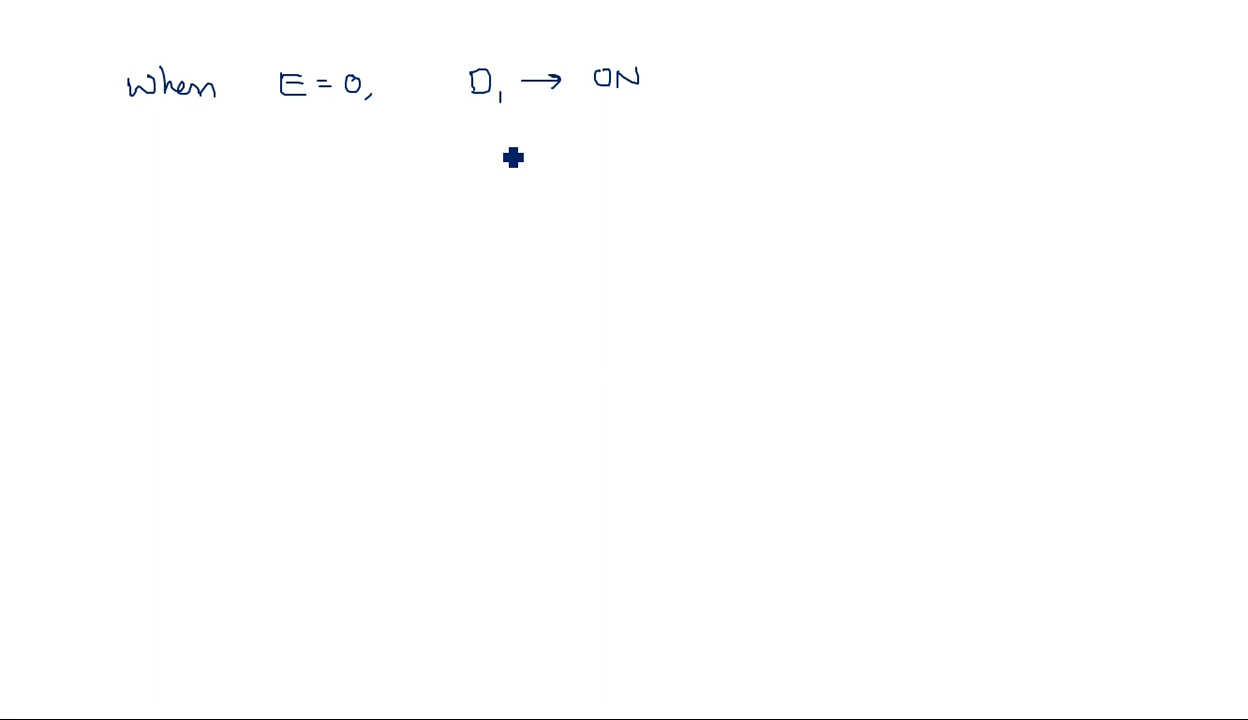 When E = 0, D₁ → ON